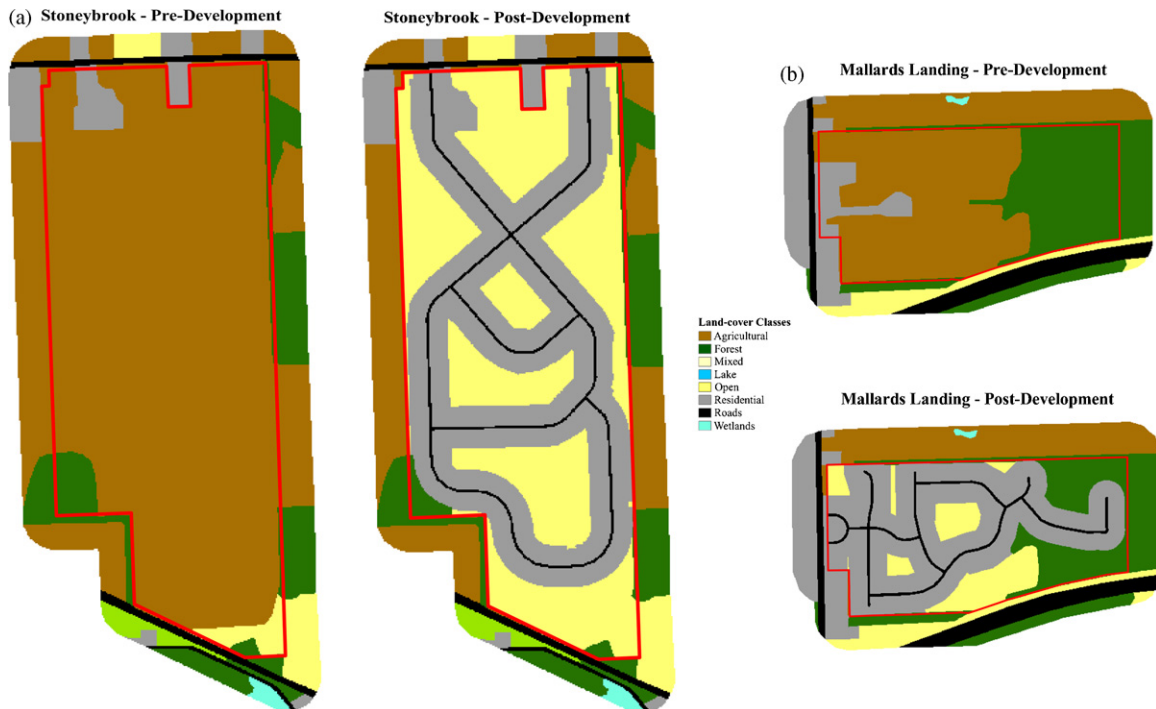 (a)
Stoneybrook - Pre-Development
Stoneybrook - Post-Development
(b)
Mallards Landing - Pre-Development
Land-cover Classes
Agricultural
Forest
Mixed
Lake
Open
Residential
Roads
Wetlands
Mallards Landing - Post-Development